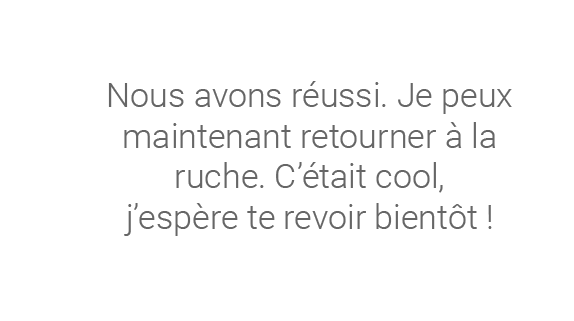 Nous avons réussi. Je peux
maintenant retourner à la
ruche. C’était cool,
j’espère te revoir bientôt !